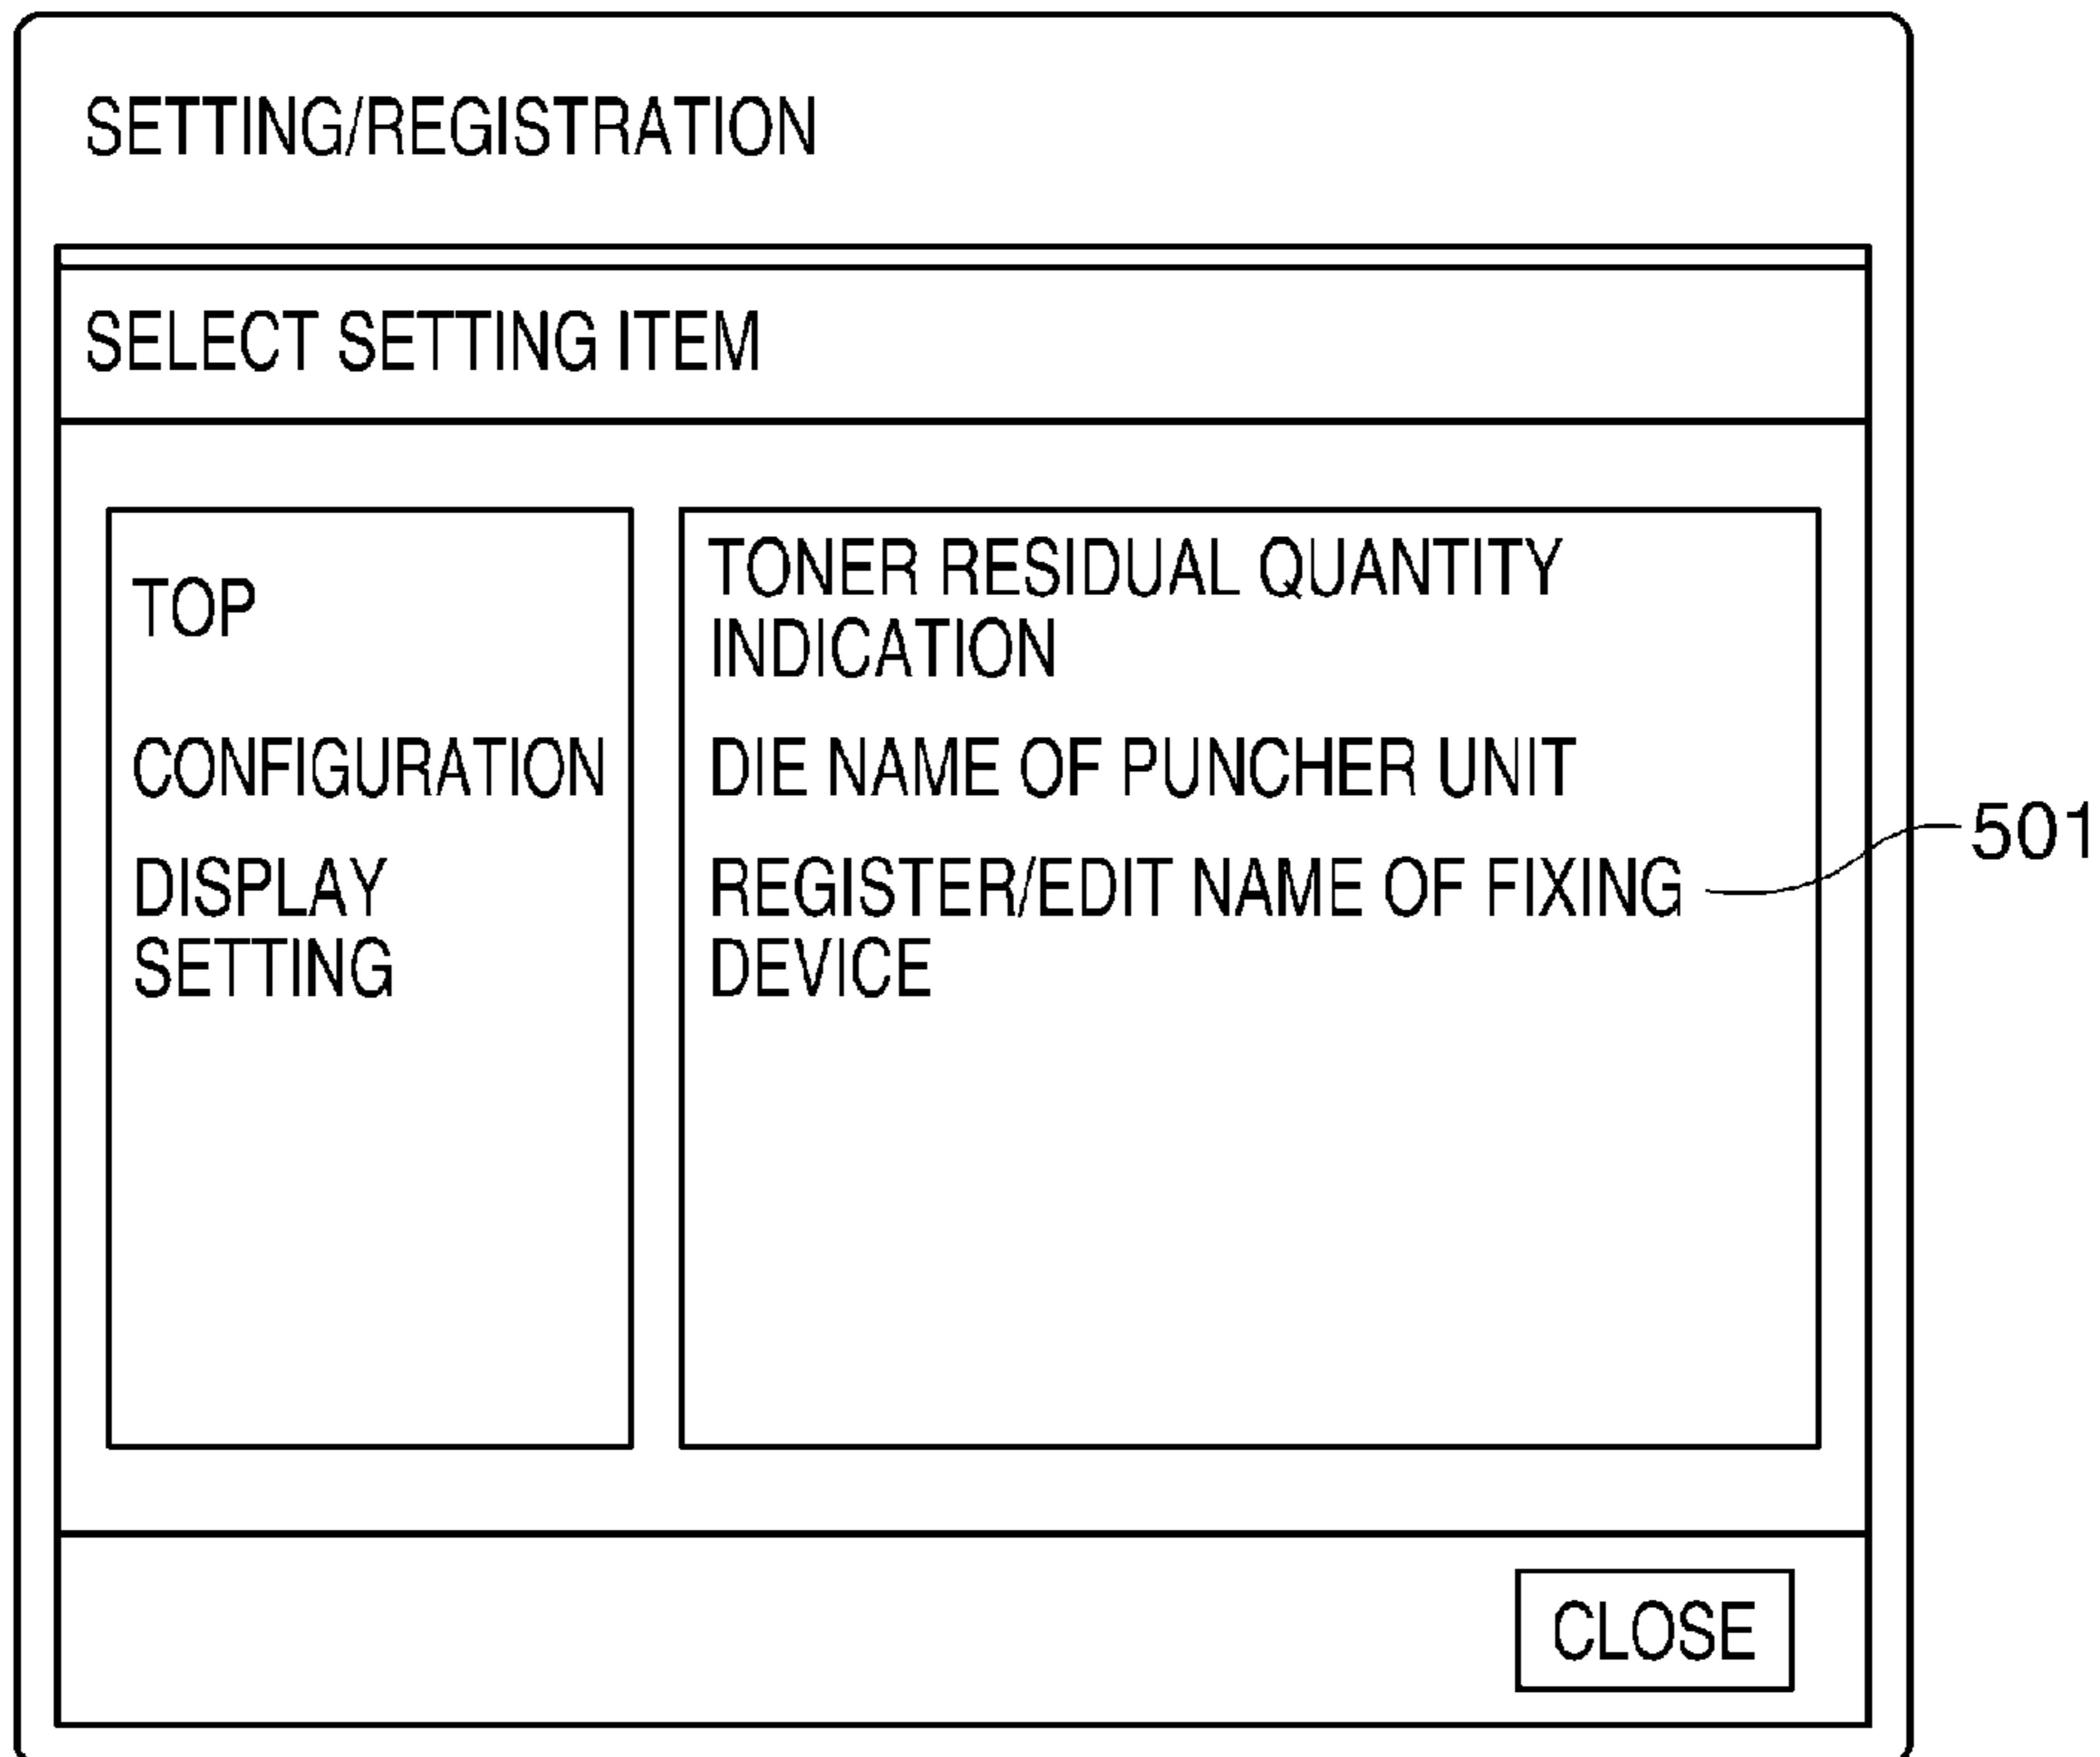 SETTING/REGISTRATION
SELECT SETTING ITEM
TOP
CONFIGURATION
DISPLAY
SETTING
TONER RESIDUAL QUANTITY
INDICATION
DIE NAME OF PUNCHER UNIT
REGISTER/EDIT NAME OF FIXING
DEVICE
501
CLOSE